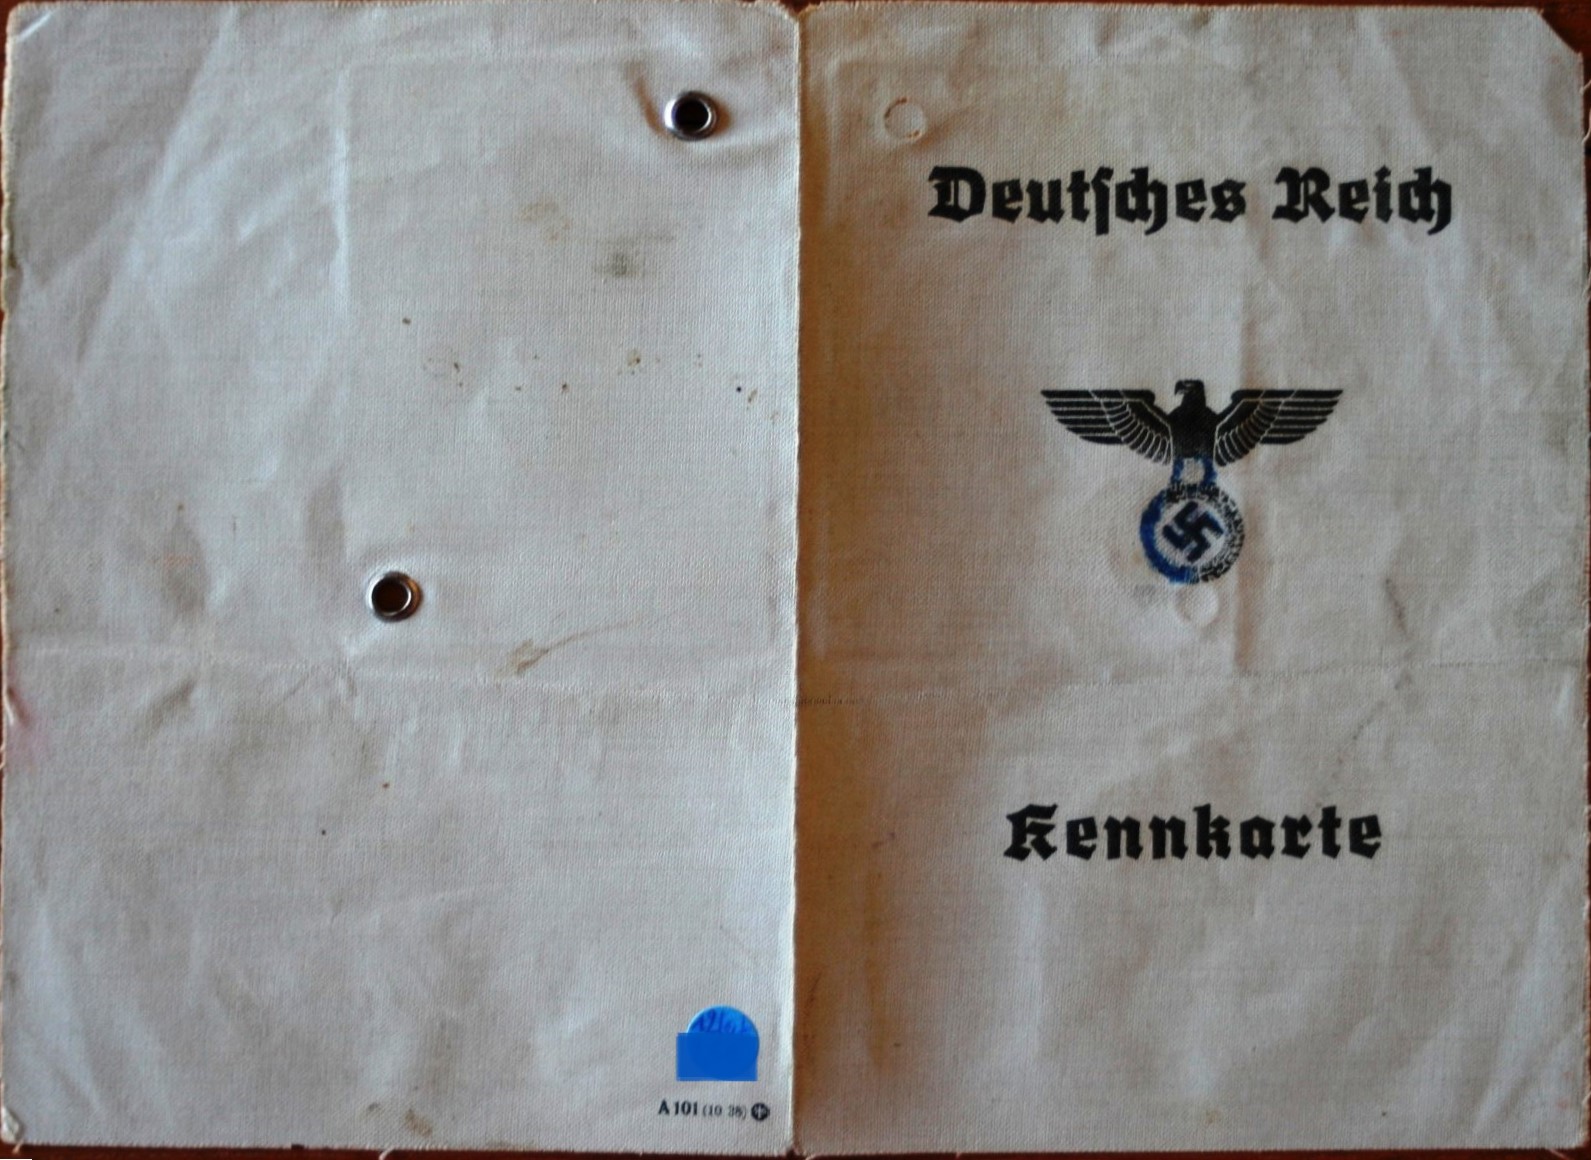 Deutsches Reich
Kennkarte
A 101 (10. 38)